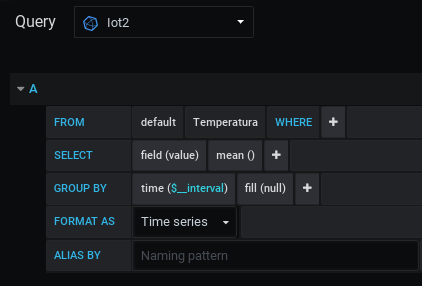 Query Iot2
A
FROM default Temperatura WHERE +
SELECT field (value) mean () +
GROUP BY time ($__interval) fill (null) +
FORMAT AS Time series
ALIAS BY Naming pattern